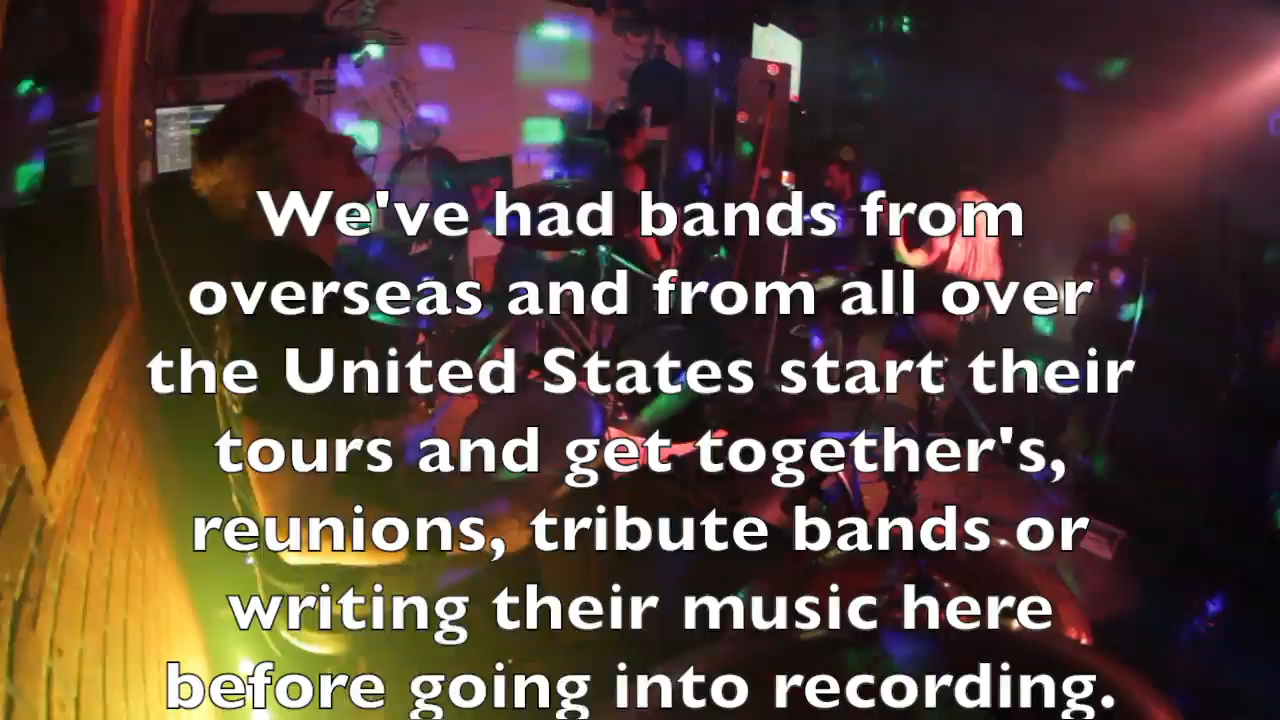 We've had bands from
overseas and from all over
the United States start their
tours and get together's,
reunions, tribute bands or
writing their music here
before going into recording.